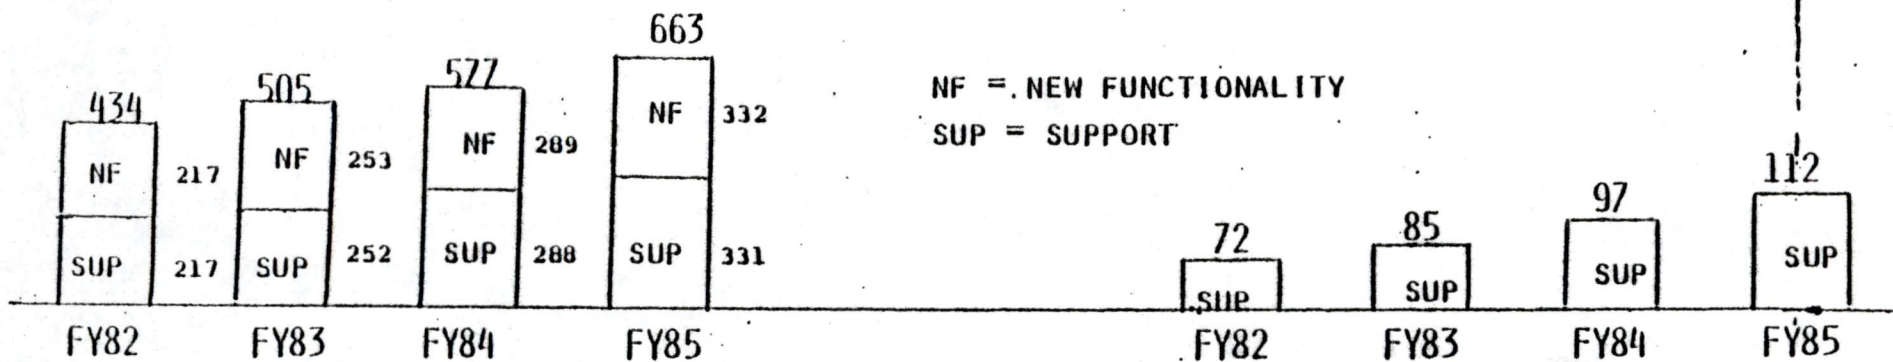 663
577
505
434
NF 332
NF 289
NF 253
NF 217
SUP 331
SUP 288
SUP 252
SUP 217
FY82 FY83 FY84 FY85
NF = NEW FUNCTIONALITY
SUP = SUPPORT
112
97
85
72
SUP
SUP
SUP
SUP
FY82 FY83 FY84 FY85